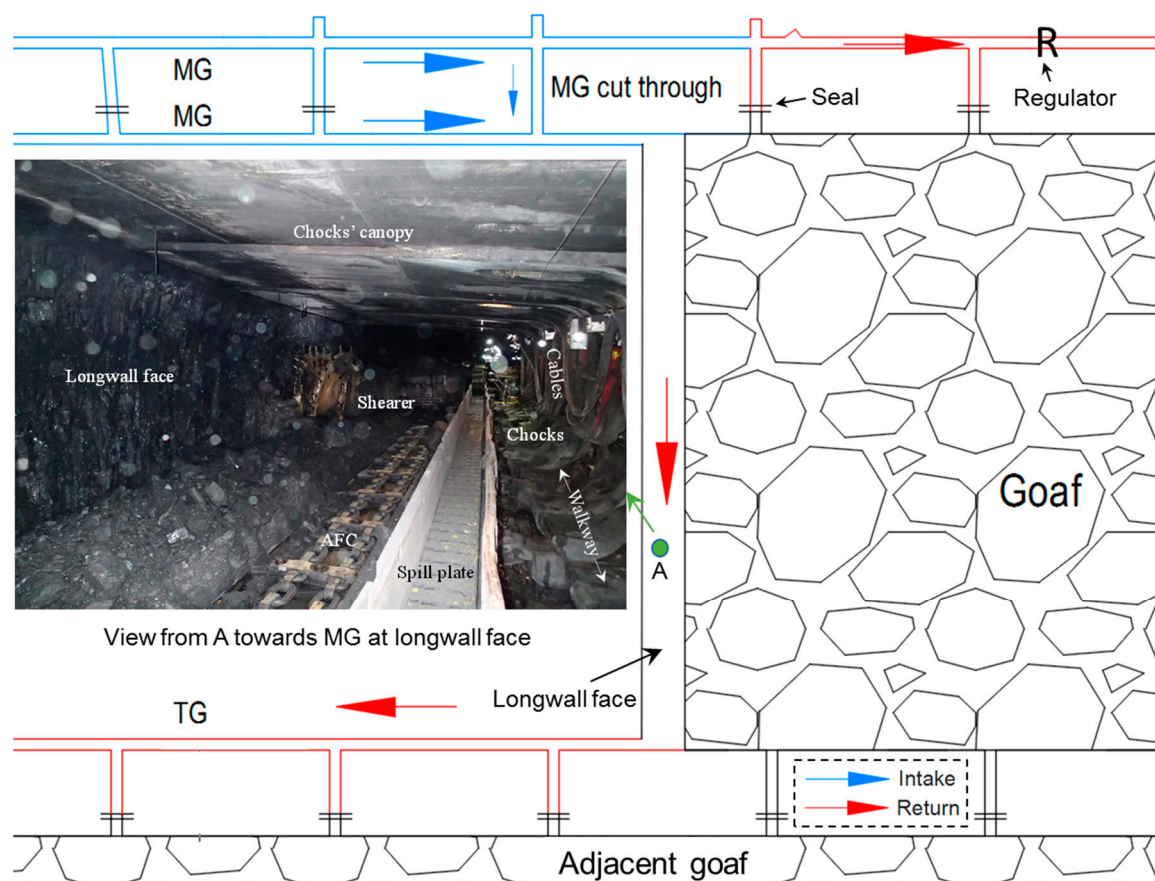 MG
MG
MG cut through
Seal
R
Regulator
Chocks' canopy
Longwall face
Shearer
Cables
Chocks
Walkway
AFC
Spill plate
A
Goaf
View from A towards MG at longwall face
Longwall face
TG
Intake
Return
Adjacent goaf